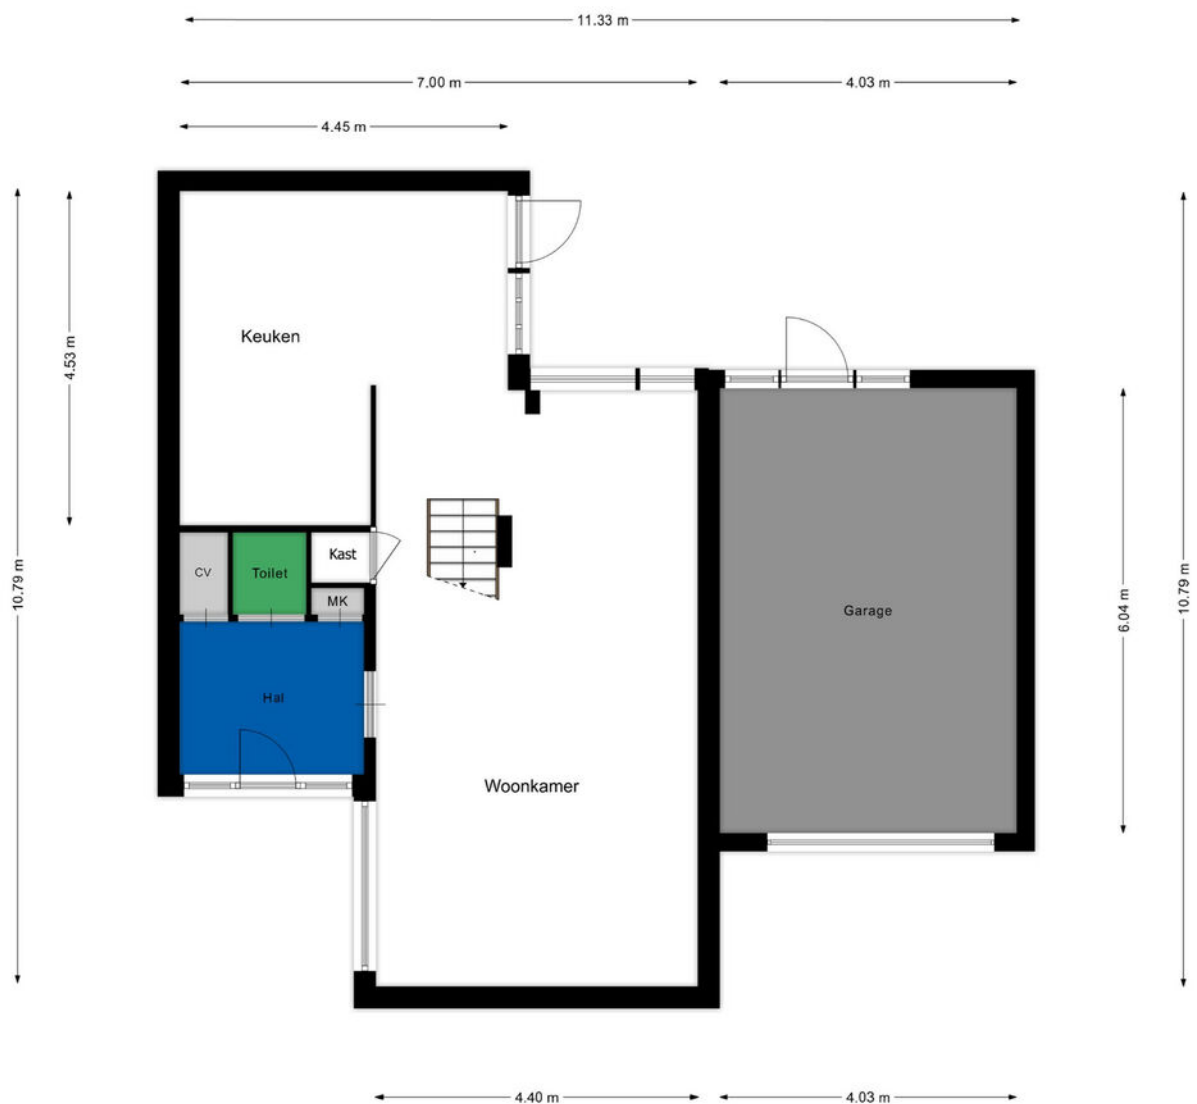 11.33 m
7.00 m
4.03 m
4.45 m
Keuken
4.53 m
10.79 m
CV
Toilet
Kast
MK
Hal
Garage
6.04 m
10.79 m
Woonkamer
4.40 m
4.03 m